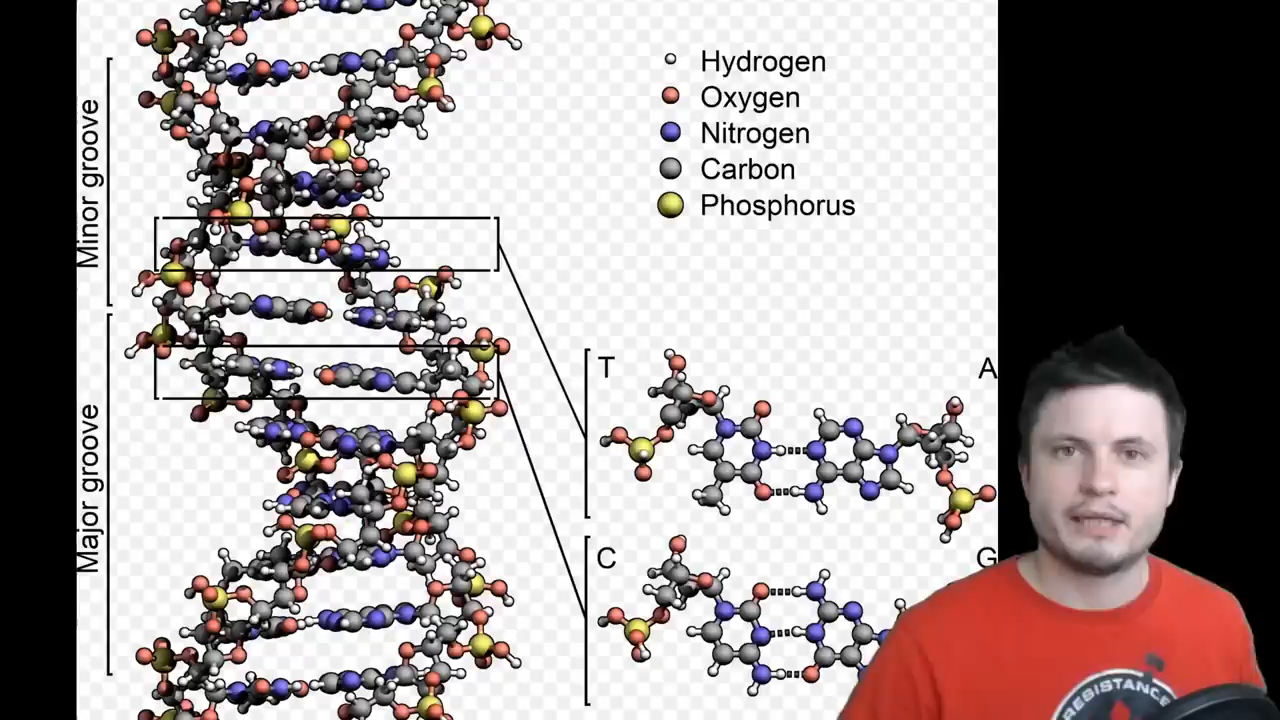 Minor groove
Major groove
Hydrogen
Oxygen
Nitrogen
Carbon
Phosphorus
T
A
C
G
RESISTANCE